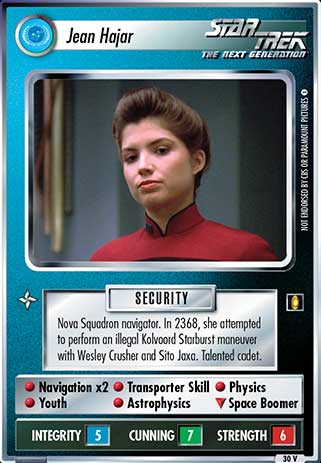 Jean Hajar
STAR TREK
THE NEXT GENERATION®
NOT ENDORSED BY CBS OR PARAMOUNT PICTURES
SECURITY
Nova Squadron navigator. In 2368, she attempted
to perform an illegal Kolvoord Starburst maneuver
with Wesley Crusher and Sito Jaxa. Talented cadet.
Navigation x2 Transporter Skill Physics
Youth Astrophysics Space Boomer
INTEGRITY 5 CUNNING 7 STRENGTH 6
30 V